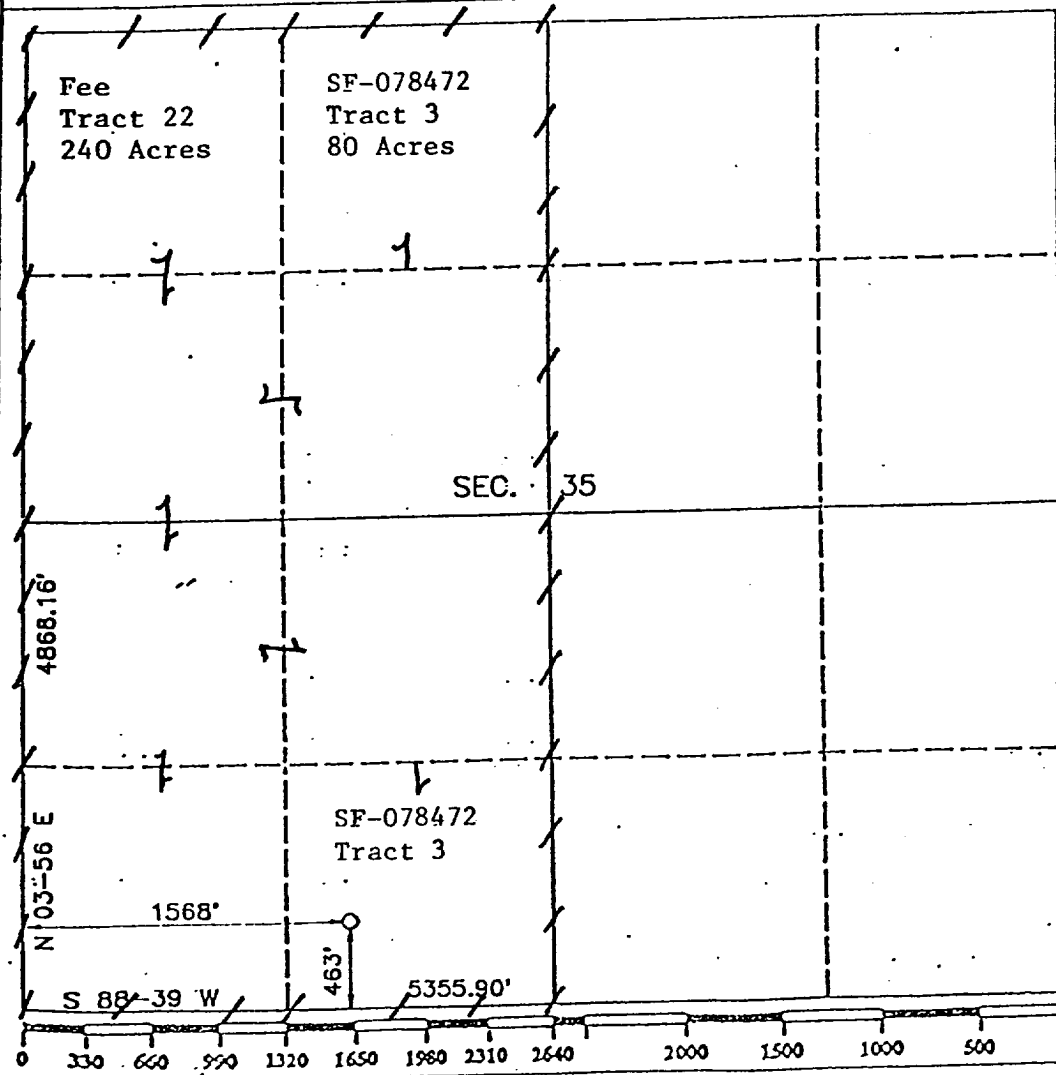 Fee
Tract 22
240 Acres
SF-078472
Tract 3
80 Acres
SEC. 35
4868.16'
N 03-56 E
SF-078472
Tract 3
1568'
463'
S 88-39 W
5355.90'
0 330 660 990 1320 1650 1980 2310 2640 2000 1500 1000 500